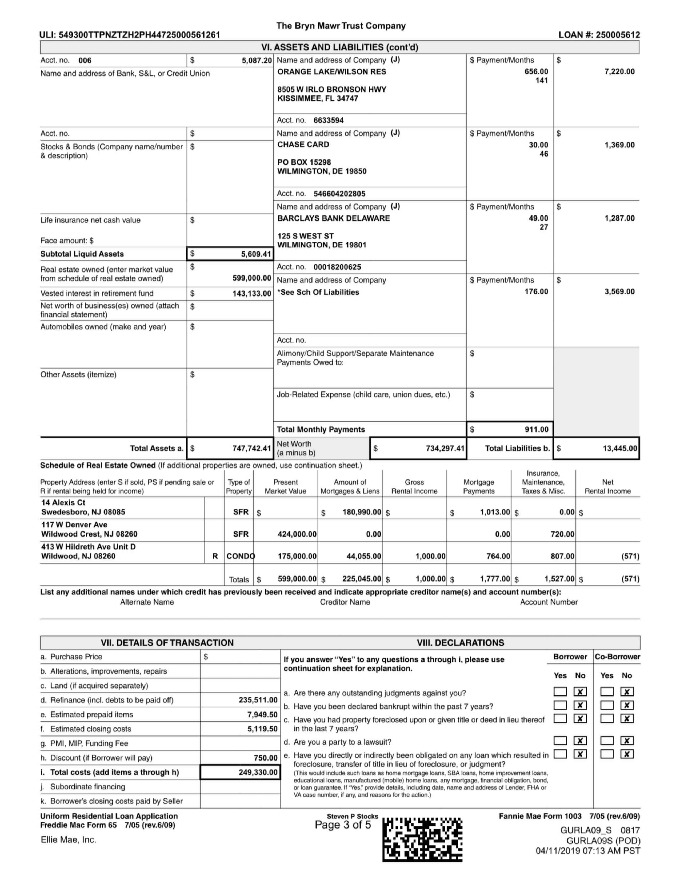 The Bryn Mawr Trust Company
ULI: 549300TTPNZTZH2PH44725000561261 LOAN #: 250005612
VI. ASSETS AND LIABILITIES (cont'd)
Acct. no. 006 $ 5,087.20
Name and address of Bank, S&L, or Credit Union
Acct. no. $
Stocks & Bonds (Company name/number $
& description)
Life insurance net cash value $
Face amount: $
Subtotal Liquid Assets $ 5,609.41
Real estate owned (enter market value $
from schedule of real estate owned) 599,000.00
Vested interest in retirement fund $ 143,133.00
Net worth of business(es) owned (attach $
financial statement)
Automobiles owned (make and year) $
Other Assets (itemize) $
Total Assets a. $ 747,742.41
Name and address of Company (J) $ Payment/Months $
ORANGE LAKE/WILSON RES 656.00 7,220.00
141
8505 W IRLO BRONSON HWY
KISSIMMEE, FL 34747
Acct. no. 6633594
Name and address of Company (J) $ Payment/Months $
CHASE CARD 30.00 1,369.00
46
PO BOX 15298
WILMINGTON, DE 19850
Acct. no. 546604202805
Name and address of Company (J) $ Payment/Months $
BARCLAYS BANK DELAWARE 49.00 1,287.00
27
125 S WEST ST
WILMINGTON, DE 19801
Acct. no. 00018200625
Name and address of Company $ Payment/Months $
*See Sch Of Liabilities 176.00 3,569.00
Acct. no.
Alimony/Child Support/Separate Maintenance $
Payments Owed to:
Job-Related Expense (child care, union dues, etc.) $
Total Monthly Payments $ 911.00
Net Worth $ 734,297.41 Total Liabilities b. $ 13,445.00
(a minus b)
Schedule of Real Estate Owned (If additional properties are owned, use continuation sheet.)
Property Address (enter S if sold, PS if pending sale or R if rental being held for income) Type of Property Present Market Value Amount of Mortgages & Liens Gross Rental Income Mortgage Payments Insurance, Maintenance, Taxes & Misc. Net Rental Income
14 Alexis Ct
Swedesboro, NJ 08085 SFR $ $ 180,990.00 $ $ 1,013.00 $ 0.00 $
117 W Denver Ave
Wildwood Crest, NJ 08260 SFR 424,000.00 0.00 0.00 720.00
413 W Hildreth Ave Unit D
Wildwood, NJ 08260 R CONDO 175,000.00 44,055.00 1,000.00 764.00 807.00 (571)
Totals $ 599,000.00 $ 225,045.00 $ 1,000.00 $ 1,777.00 $ 1,527.00 $ (571)
List any additional names under which credit has previously been received and indicate appropriate creditor name(s) and account number(s):
Alternate Name Creditor Name Account Number
VII. DETAILS OF TRANSACTION
a. Purchase Price $
b. Alterations, improvements, repairs
c. Land (if acquired separately)
d. Refinance (incl. debts to be paid off) 235,511.00
e. Estimated prepaid items 7,949.50
f. Estimated closing costs 5,119.50
g. PMI, MIP, Funding Fee
h. Discount (if Borrower will pay) 750.00
i. Total costs (add items a through h) 249,330.00
j. Subordinate financing
k. Borrower's closing costs paid by Seller
VIII. DECLARATIONS
If you answer "Yes" to any questions a through i, please use Borrower Co-Borrower
continuation sheet for explanation. Yes No Yes No
a. Are there any outstanding judgments against you? X X
b. Have you been declared bankrupt within the past 7 years? X X
c. Have you had property foreclosed upon or given title or deed in lieu thereof X X
in the last 7 years?
d. Are you a party to a lawsuit? X X
e. Have you directly or indirectly been obligated on any loan which resulted in X X
foreclosure, transfer of title in lieu of foreclosure, or judgment?
(This would include such loans as home mortgage loans, SBA loans, home improvement loans,
educational loans, manufactured (mobile) home loans, any mortgage, financial obligation, bond,
or loan guarantee. If "Yes," provide details, including date, name and address of Lender, FHA or
VA case number, if any, and reasons for the action.)
Uniform Residential Loan Application Steven P Stocks Fannie Mae Form 1003 7/05 (rev.6/09)
Freddie Mac Form 65 7/05 (rev.6/09) Page 3 of 5
GURLA09_S 0817
Ellie Mae, Inc. GURLA09S (POD)
04/11/2019 07:13 AM PST